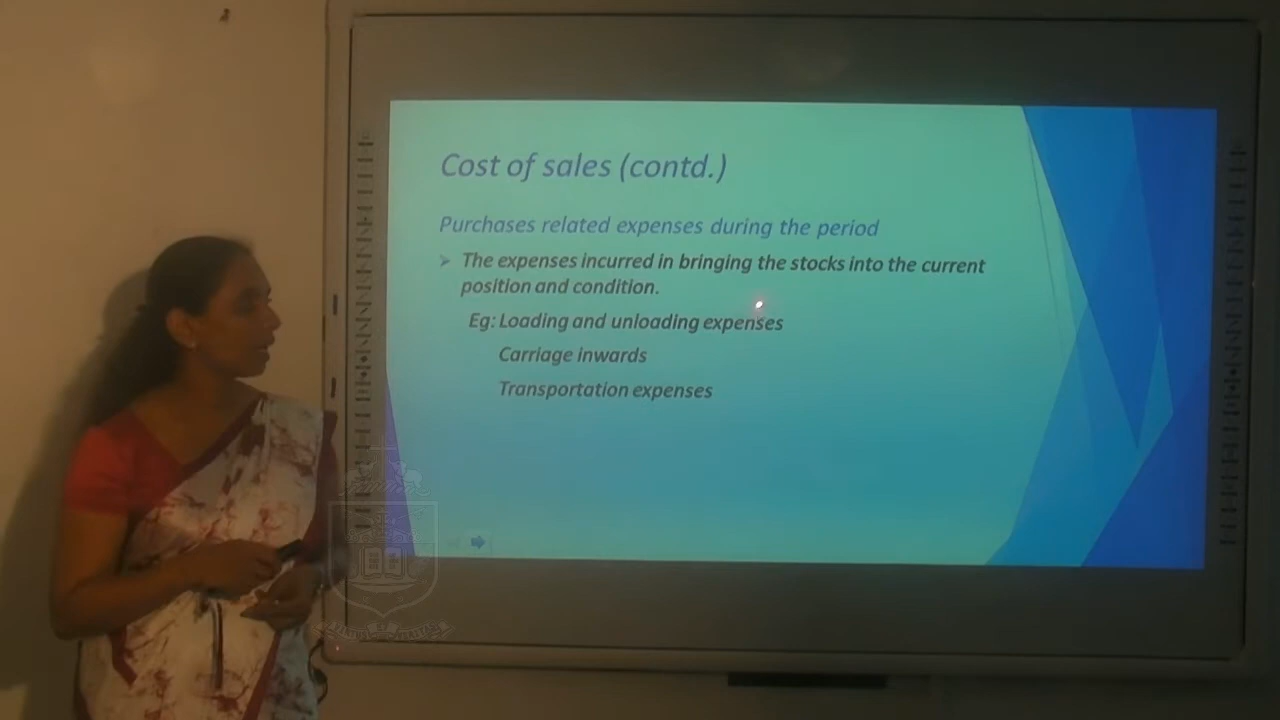 Cost of sales (contd.)
Purchases related expenses during the period
The expenses incurred in bringing the stocks into the current
position and condition.
Eg: Loading and unloading expenses
Carriage inwards
Transportation expenses